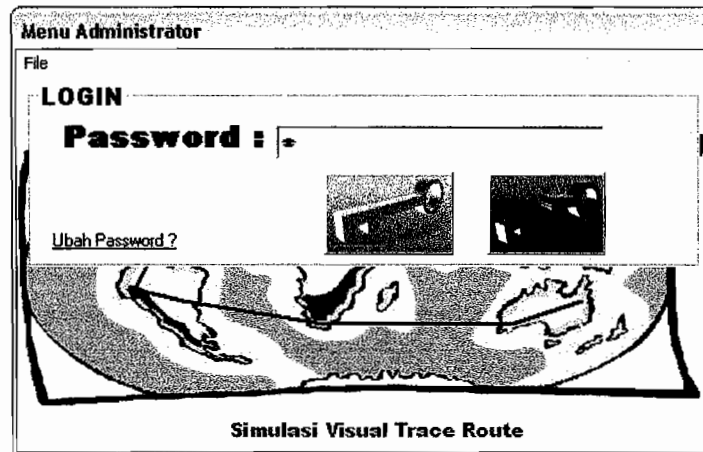 Menu Administrator
File
LOGIN
Password : *
Ubah Password ?
Simulasi Visual Trace Route